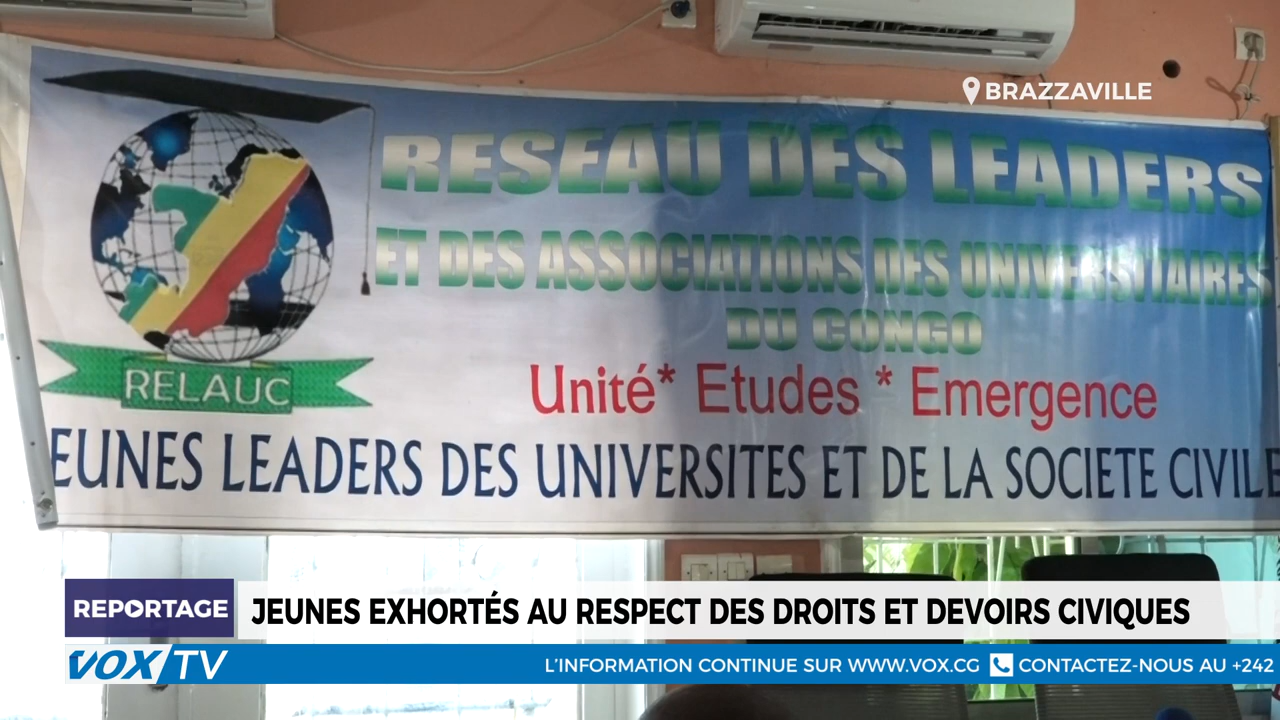 BRAZZAVILLE
RESEAU DES LEADERS
ET DES ASSOCIATIONS DES UNIVERSITAIRES
DU CONGO
RELAUC
Unité* Etudes * Emergence
EUNES LEADERS DES UNIVERSITES ET DE LA SOCIETE CIVILE
REPORTAGE
JEUNES EXHORTÉS AU RESPECT DES DROITS ET DEVOIRS CIVIQUES
VOX TV
L'INFORMATION CONTINUE SUR WWW.VOX.CG CONTACTEZ-NOUS AU +242